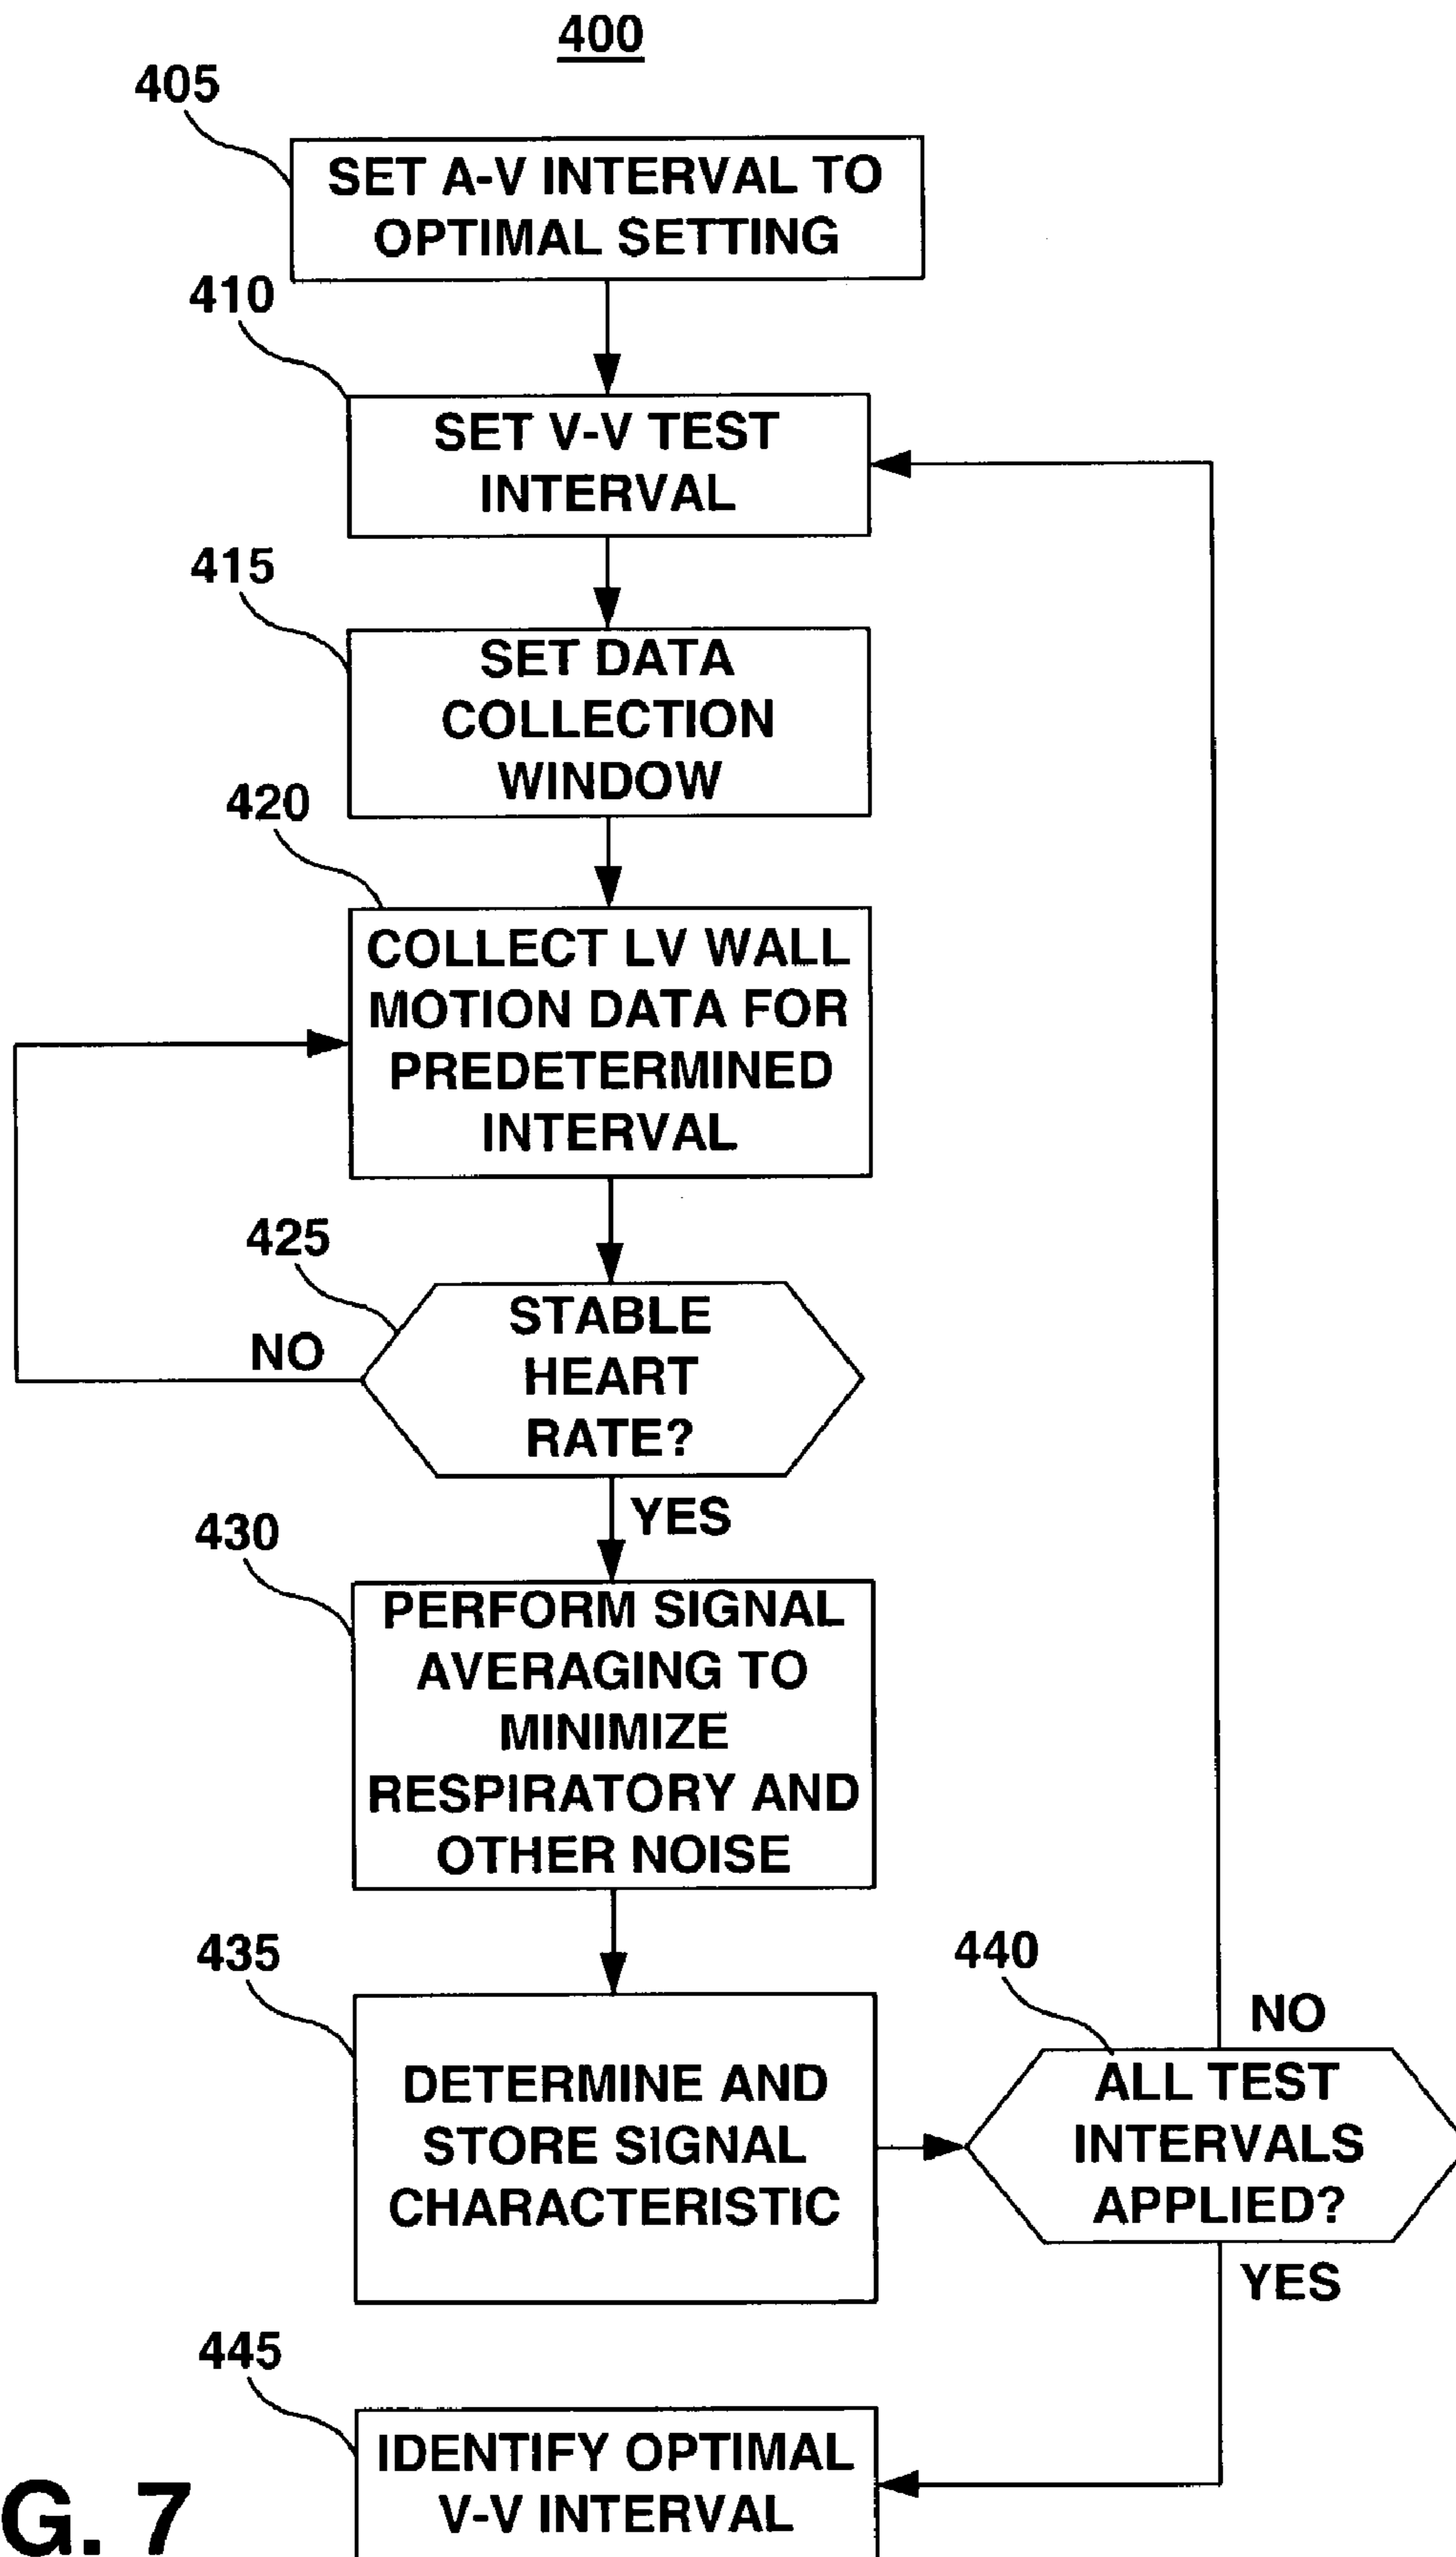 400
405
SET A-V INTERVAL TO
OPTIMAL SETTING
410
SET V-V TEST
INTERVAL
415
SET DATA
COLLECTION
WINDOW
420
COLLECT LV WALL
MOTION DATA FOR
PREDETERMINED
INTERVAL
425
STABLE
HEART
RATE?
NO
YES
430
PERFORM SIGNAL
AVERAGING TO
MINIMIZE
RESPIRATORY AND
OTHER NOISE
435
DETERMINE AND
STORE SIGNAL
CHARACTERISTIC
440
NO
ALL TEST
INTERVALS
APPLIED?
YES
445
IDENTIFY OPTIMAL
V-V INTERVAL
G. 7